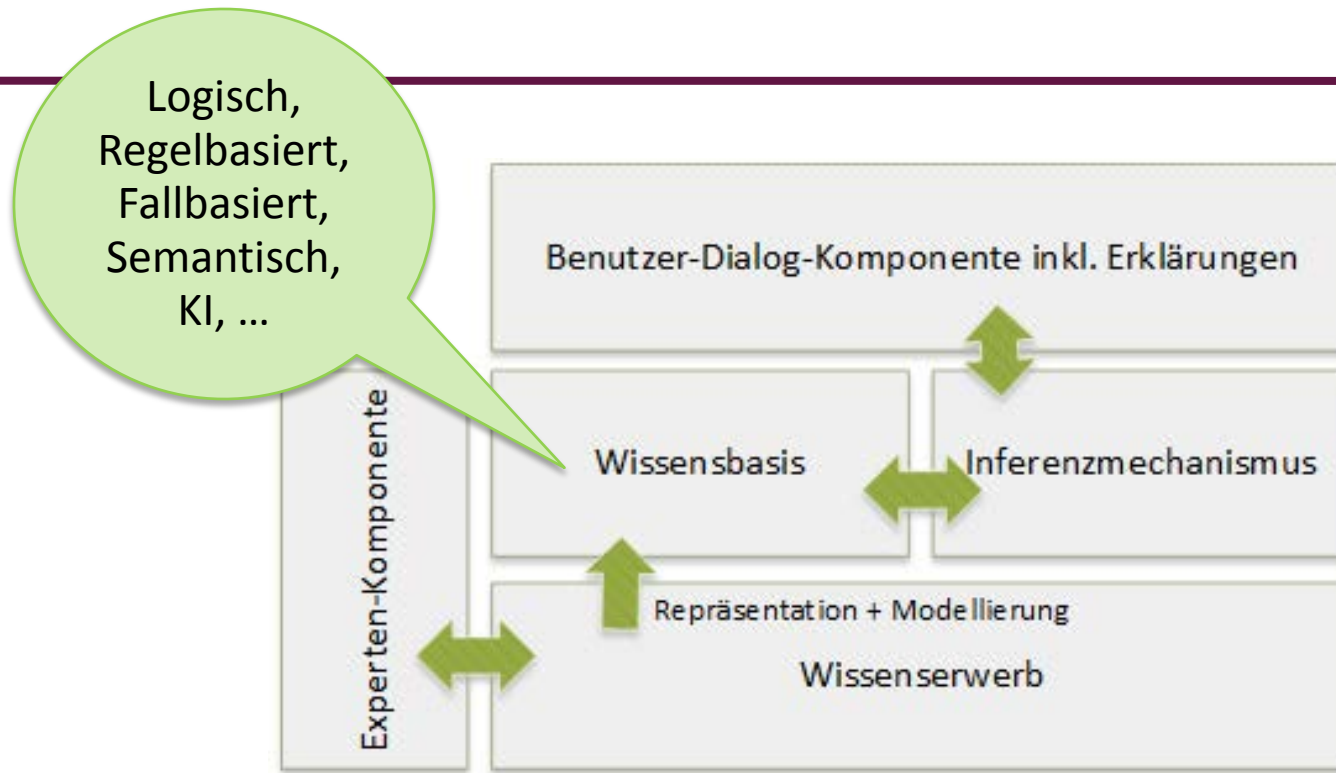 Logisch,
Regelbasiert,
Fallbasiert,
Semantisch,
KI, ...
Benutzer-Dialog-Komponente inkl. Erklärungen
Experten-Komponente
Wissensbasis
Inferenzmechanismus
Repräsentation + Modellierung
Wissenserwerb